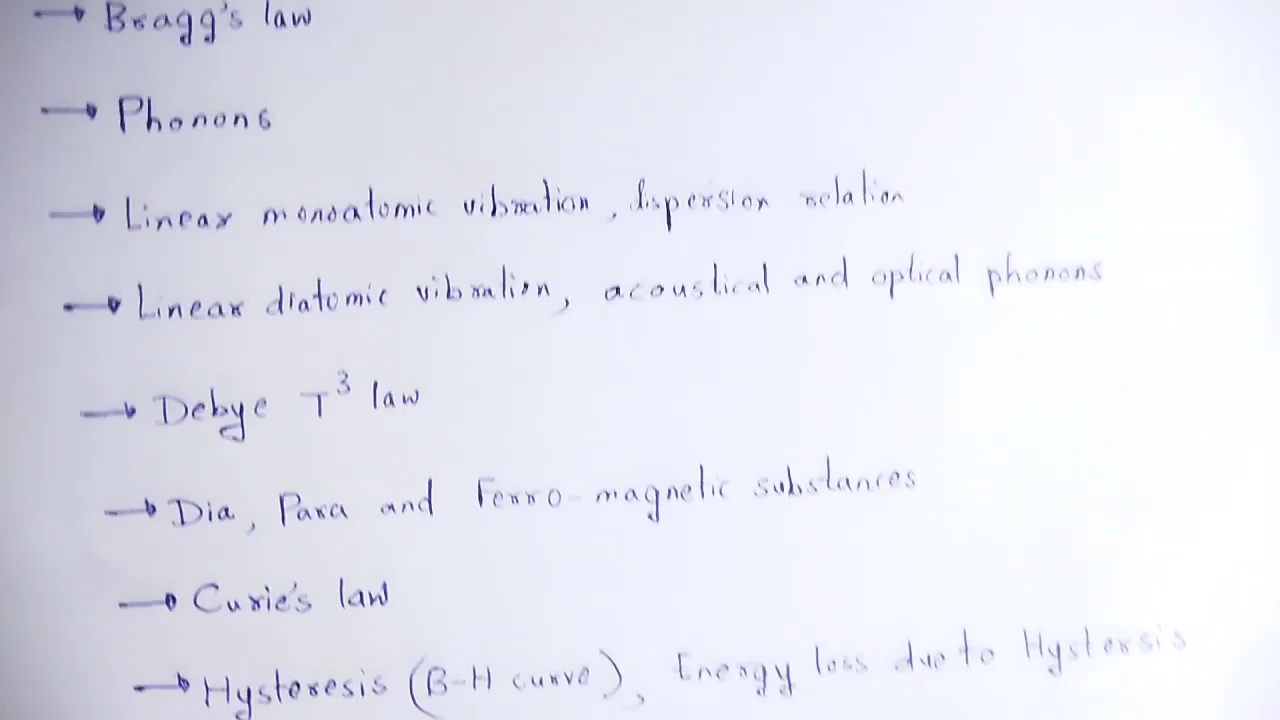 → Bragg's law
→ Phonons
→ Linear monoatomic vibration, dispersion relation
→ Linear diatomic vibration, acoustical and optical phonons
→ Debye T³ law
→ Dia, Para and Ferro-magnetic substances
→ Curie's law
→ Hysteresis (B-H curve), Energy loss due to Hystersis